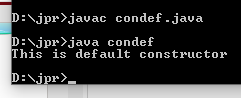 D:\jpr>javac condef.java
D:\jpr>java condef
This is default constructor
D:\jpr>_